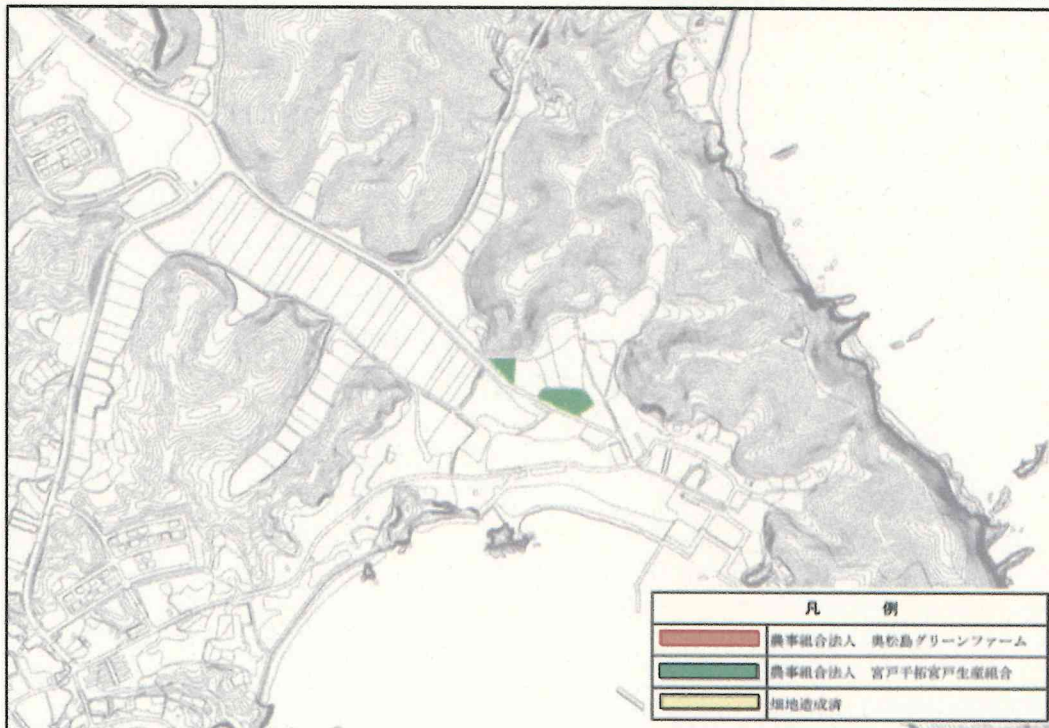 凡 例
農事組合法人 奥松島グリーンファーム
農事組合法人 宮戸干拓宮戸生産組合
畑地造成済